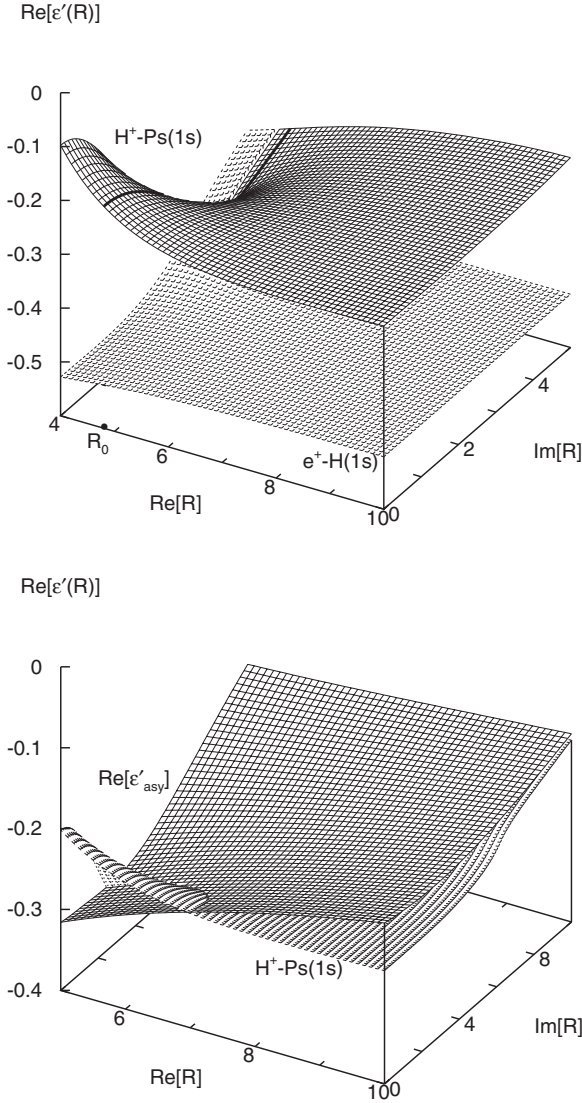 Re[ε′(R)]
0
-0.1
-0.2
-0.3
-0.4
-0.5
H⁺-Ps(1s)
4
R₀
6
8
10
e⁺-H(1s)
0
2
4
Re[R]
Im[R]
Re[ε′(R)]
0
-0.1
-0.2
-0.3
-0.4
Re[ε′asy]
H⁺-Ps(1s)
6
8
10
0
4
8
Re[R]
Im[R]